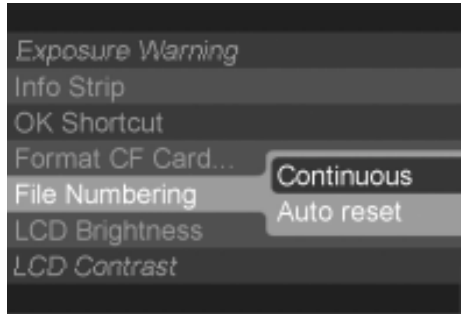 Exposure Warning
Info Strip
OK Shortcut
Format CF Card...
File Numbering
LCD Brightness
LCD Contrast
Continuous
Auto reset